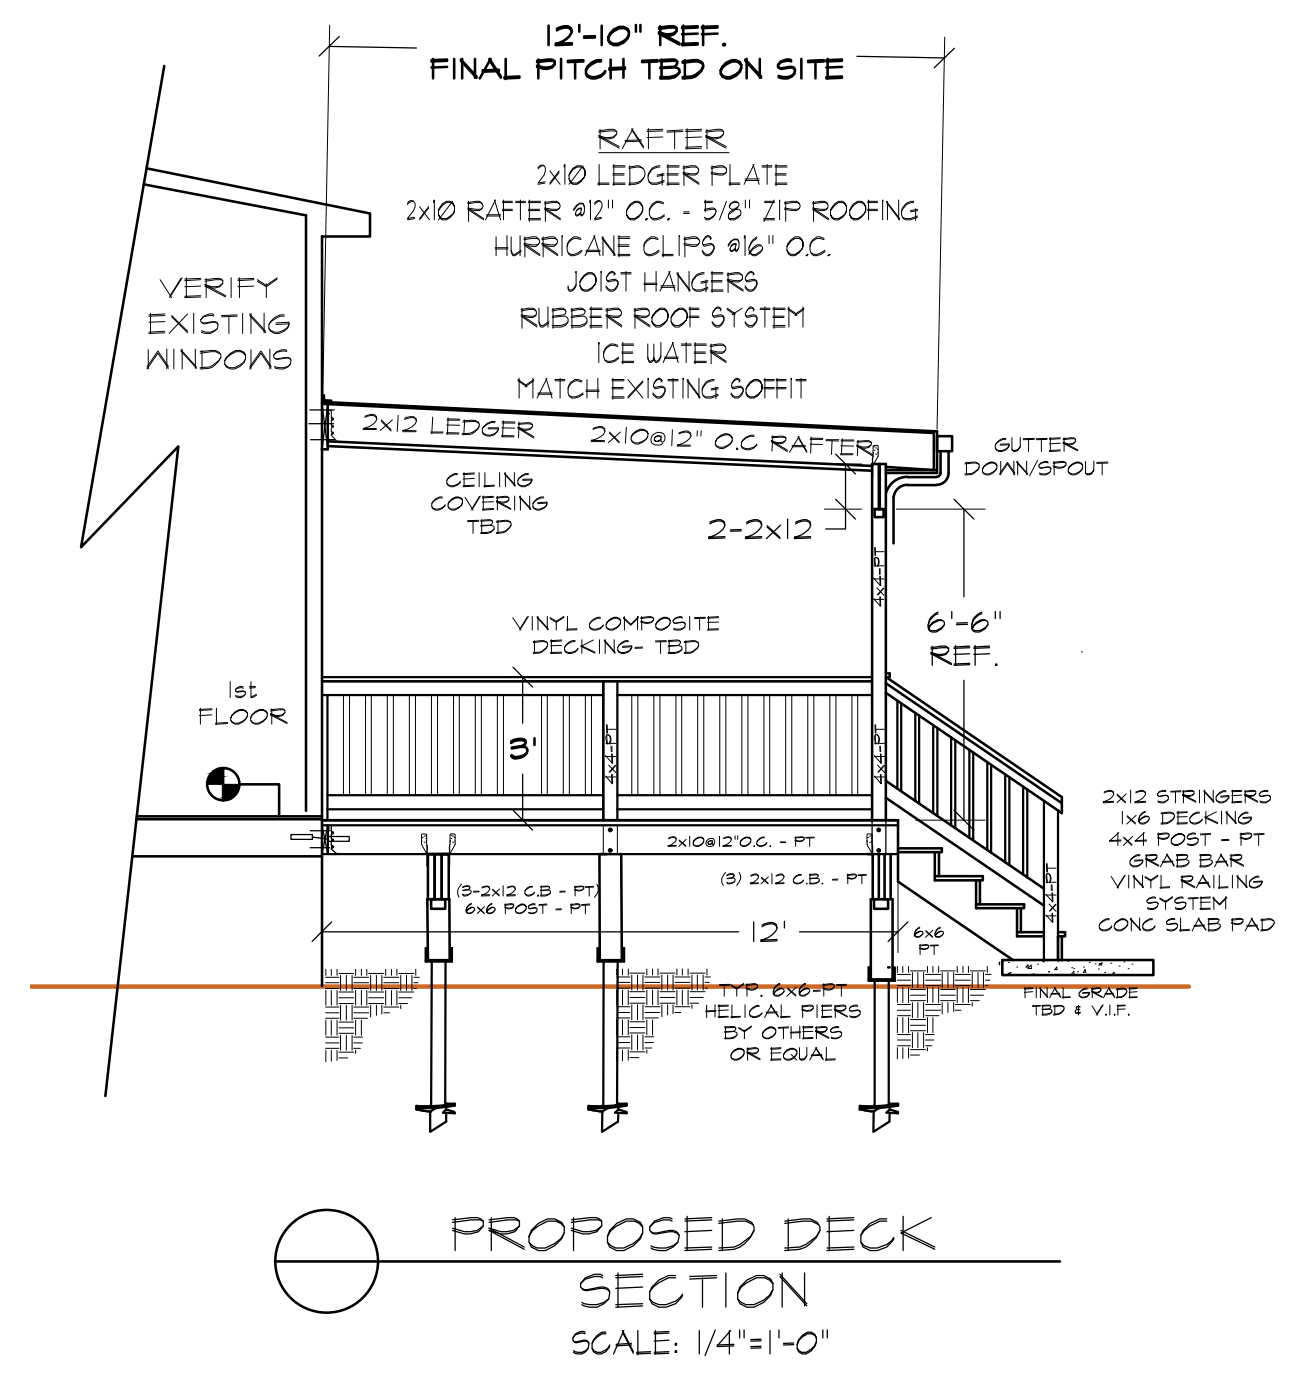 12'-10" REF.
FINAL PITCH TBD ON SITE
RAFTER
2x10 LEDGER PLATE
2x10 RAFTER @12" O.C. - 5/8" ZIP ROOFING
HURRICANE CLIPS @16" O.C.
JOIST HANGERS
RUBBER ROOF SYSTEM
ICE WATER
MATCH EXISTING SOFFIT
VERIFY
EXISTING
WINDOWS
2x12 LEDGER
2x10@12" O.C RAFTER
GUTTER
DOWN/SPOUT
CEILING
COVERING
TBD
2-2x12
4x4-PT
6'-6"
REF.
VINYL COMPOSITE
DECKING- TBD
1st
FLOOR
3'
4x4-PT
4x4-PT
2x12 STRINGERS
1x6 DECKING
4x4 POST - PT
GRAB BAR
VINYL RAILING
SYSTEM
CONC SLAB PAD
4x4-PT
2x10@12"O.C. - PT
(3-2x12 C.B - PT)
6x6 POST - PT
(3) 2x12 C.B. - PT
12'
6x6
PT
TYP. 6x6-PT
HELICAL PIERS
BY OTHERS
OR EQUAL
FINAL GRADE
TBD & V.I.F.
PROPOSED DECK
SECTION
SCALE: 1/4"=1'-0"